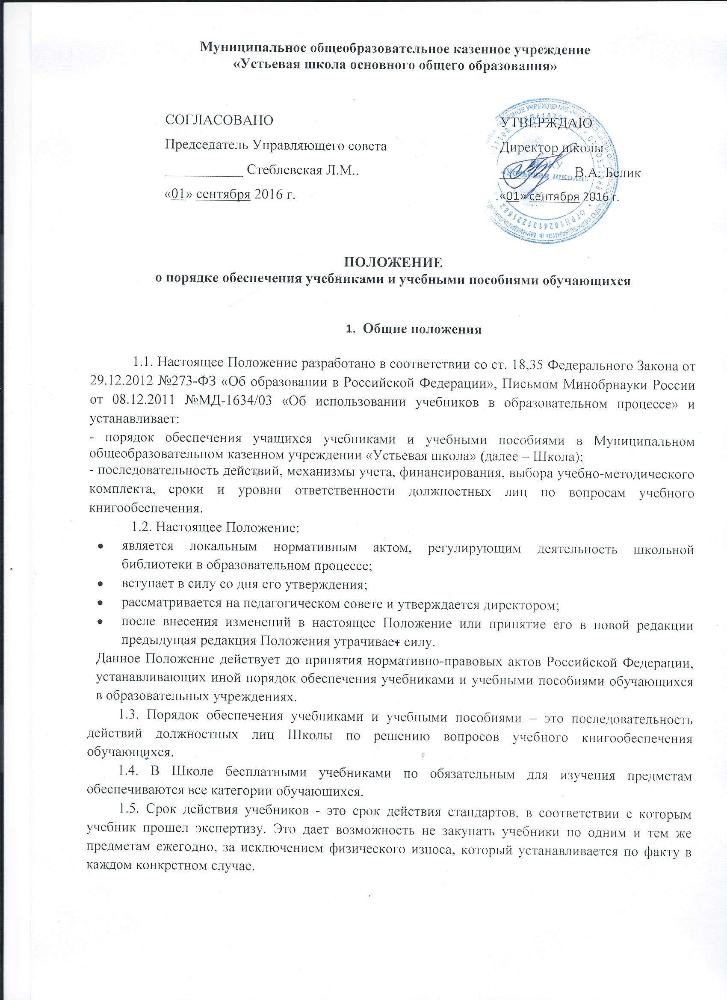 Муниципальное общеобразовательное казенное учреждение
«Устьевая школа основного общего образования»
СОГЛАСОВАНО
Председатель Управляющего совета
___________ Стеблевская Л.М..
«01» сентября 2016 г.
УТВЕРЖДАЮ
Директор школы
__________ В.А. Белик
«01» сентября 2016 г.
«Устьевая школа»
ОГРН1024101221682
ПОЛОЖЕНИЕ
о порядке обеспечения учебниками и учебными пособиями обучающихся
1. Общие положения
1.1. Настоящее Положение разработано в соответствии со ст. 18,35 Федерального Закона от
29.12.2012 №273-ФЗ «Об образовании в Российской Федерации», Письмом Минобрнауки России
от 08.12.2011 №МД-1634/03 «Об использовании учебников в образовательном процессе» и
устанавливает:
- порядок обеспечения учащихся учебниками и учебными пособиями в Муниципальном
общеобразовательном казенном учреждении «Устьевая школа» (далее – Школа);
- последовательность действий, механизмы учета, финансирования, выбора учебно-методического
комплекта, сроки и уровни ответственности должностных лиц по вопросам учебного
книгообеспечения.
1.2. Настоящее Положение:
• является локальным нормативным актом, регулирующим деятельность школьной
библиотеки в образовательном процессе;
• вступает в силу со дня его утверждения;
• рассматривается на педагогическом совете и утверждается директором;
• после внесения изменений в настоящее Положение или принятие его в новой редакции
предыдущая редакция Положения утрачивает силу.
Данное Положение действует до принятия нормативно-правовых актов Российской Федерации,
устанавливающих иной порядок обеспечения учебниками и учебными пособиями обучающихся
в образовательных учреждениях.
1.3. Порядок обеспечения учебниками и учебными пособиями – это последовательность
действий должностных лиц Школы по решению вопросов учебного книгообеспечения
обучающихся.
1.4. В Школе бесплатными учебниками по обязательным для изучения предметам
обеспечиваются все категории обучающихся.
1.5. Срок действия учебников - это срок действия стандартов, в соответствии с которым
учебник прошел экспертизу. Это дает возможность не закупать учебники по одним и тем же
предметам ежегодно, за исключением физического износа, который устанавливается по факту в
каждом конкретном случае.